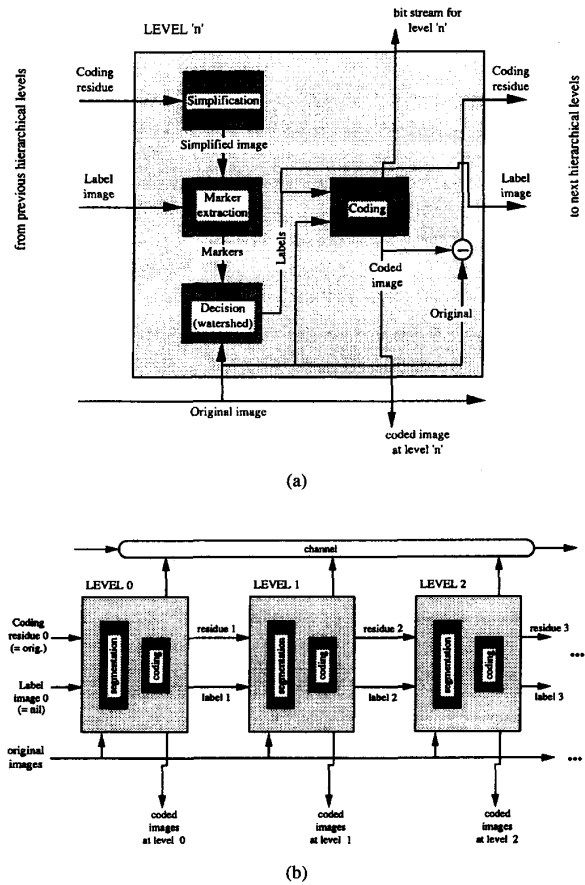 bit stream for
level 'n'
LEVEL 'n'
Coding
residue
Coding
residue
Simplification
Simplified image
from previous hierarchical levels
to next hierarchical levels
Label
image
Marker
extraction
Coding
Label
image
Markers
Labels
Coded
image
Decision
(watershed)
Original
Original image
coded image
at level 'n'
(a)
channel
LEVEL 0
LEVEL 1
LEVEL 2
Coding
residue 0
(= orig.)
segmentation
coding
residue 1
segmentation
coding
residue 2
segmentation
coding
residue 3
...
Label
image 0
(= nil)
label 1
label 2
label 3
original
images
...
coded
images
at level 0
coded
images
at level 1
coded
images
at level 2
(b)